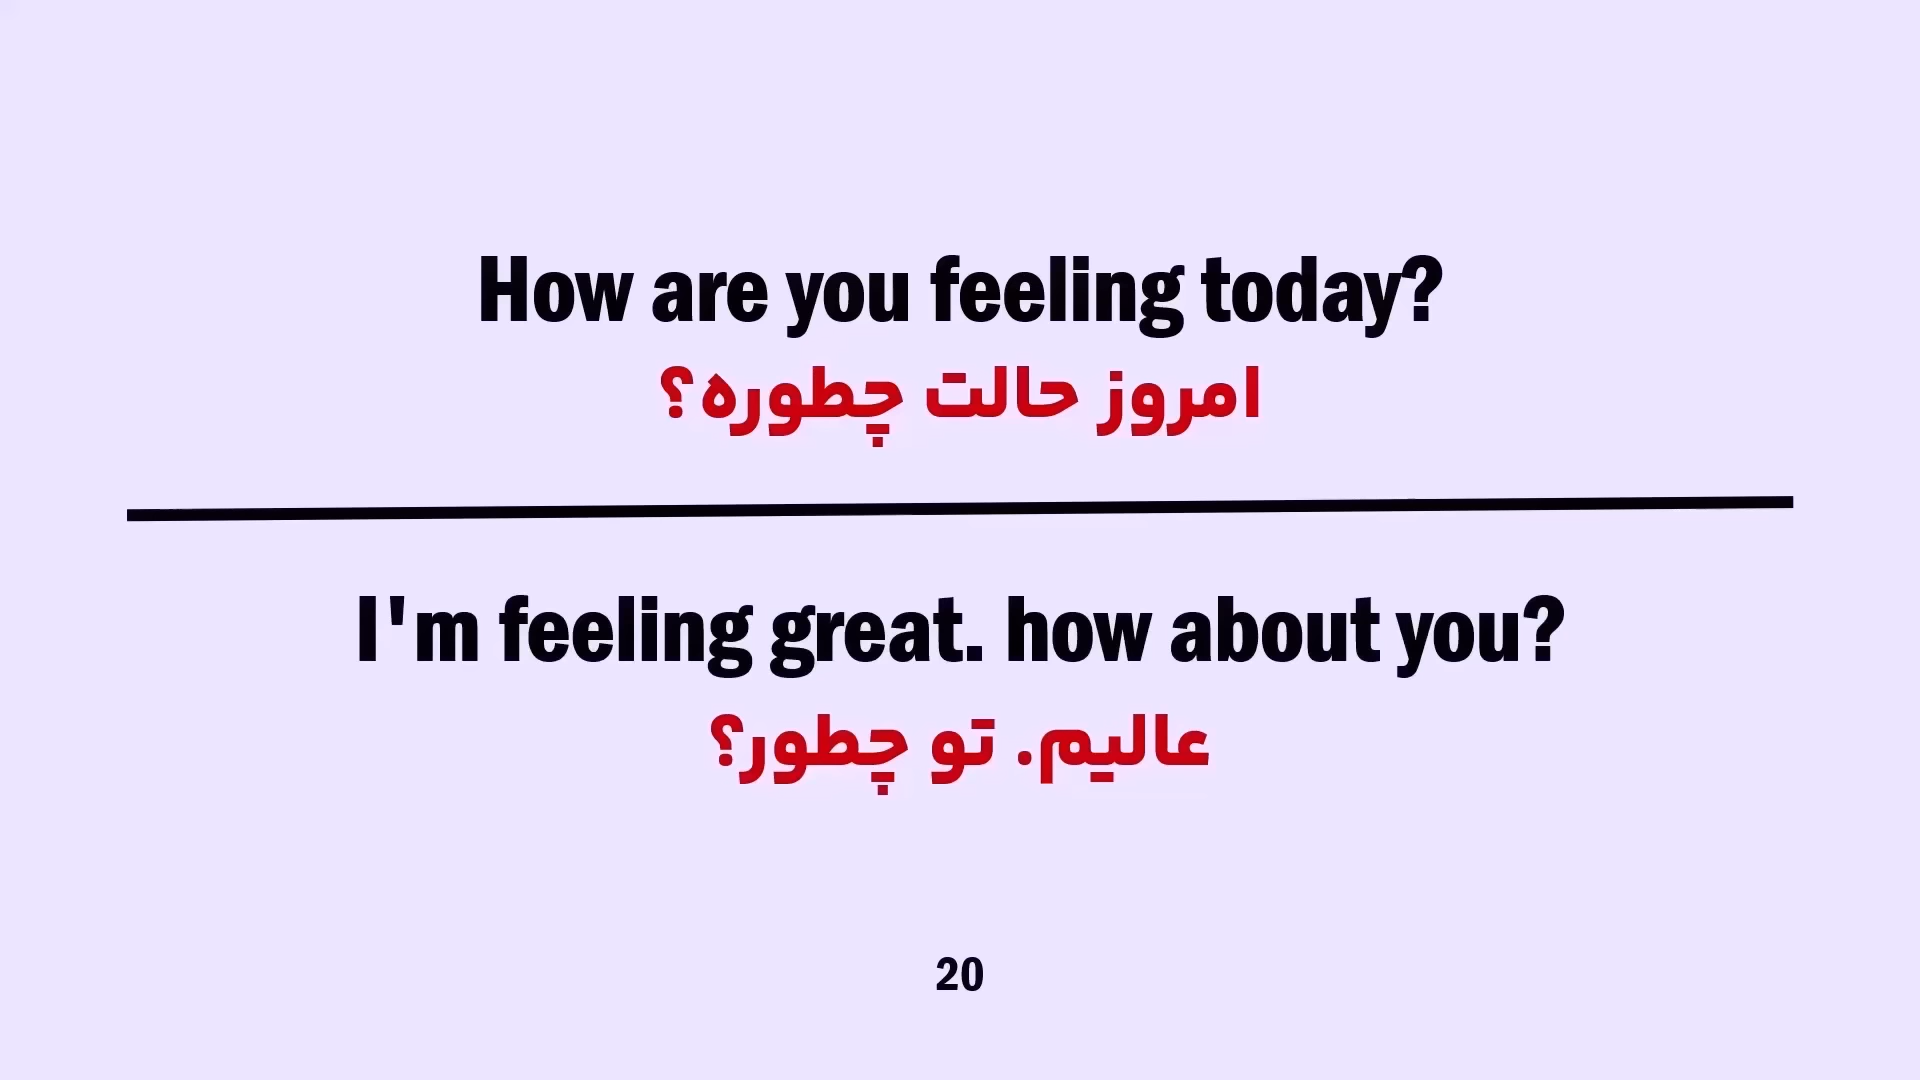 How are you feeling today?
امروز حالت چطوره؟
I'm feeling great. how about you?
عالیم. تو چطور؟
20